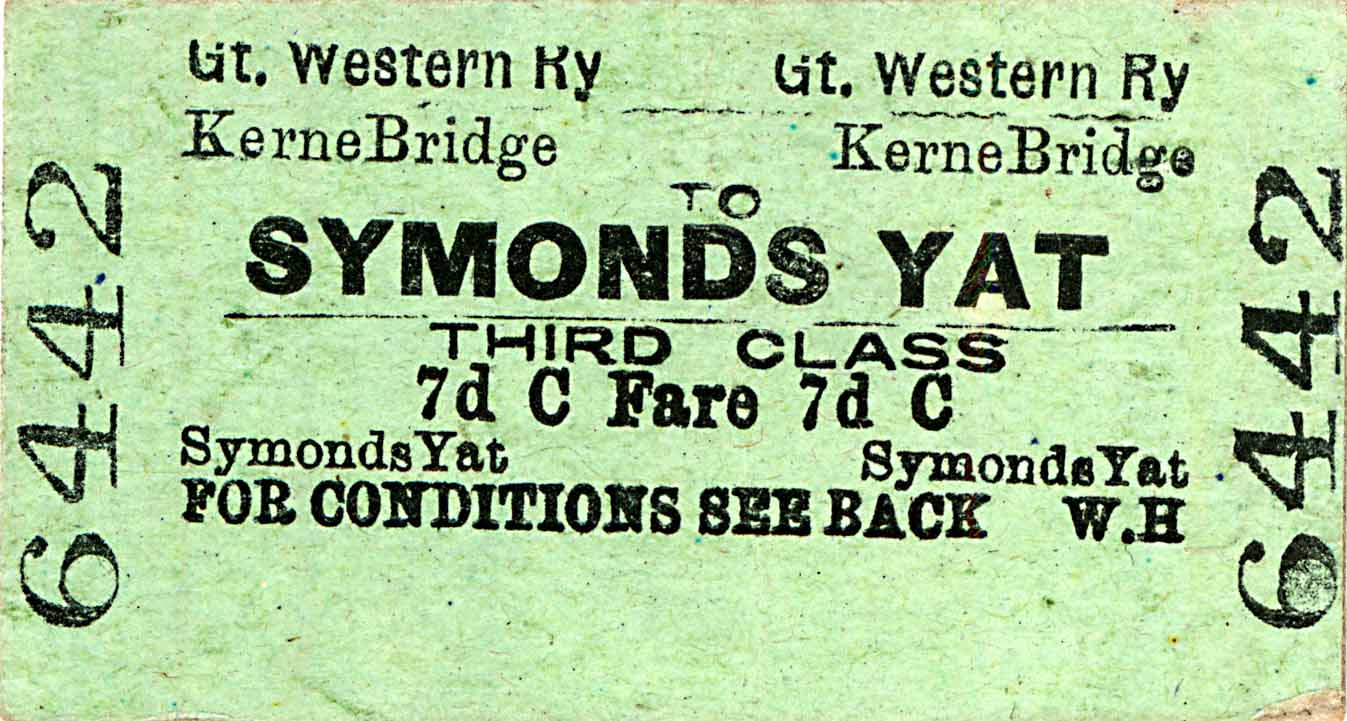 Gt. Western Ry Gt. Western Ry
KerneBridge KerneBridge
TO
SYMONDS YAT
THIRD CLASS
7d C Fare 7d C
SymondsYat SymondsYat
FOR CONDITIONS SEE BACK W.H
6442
6442